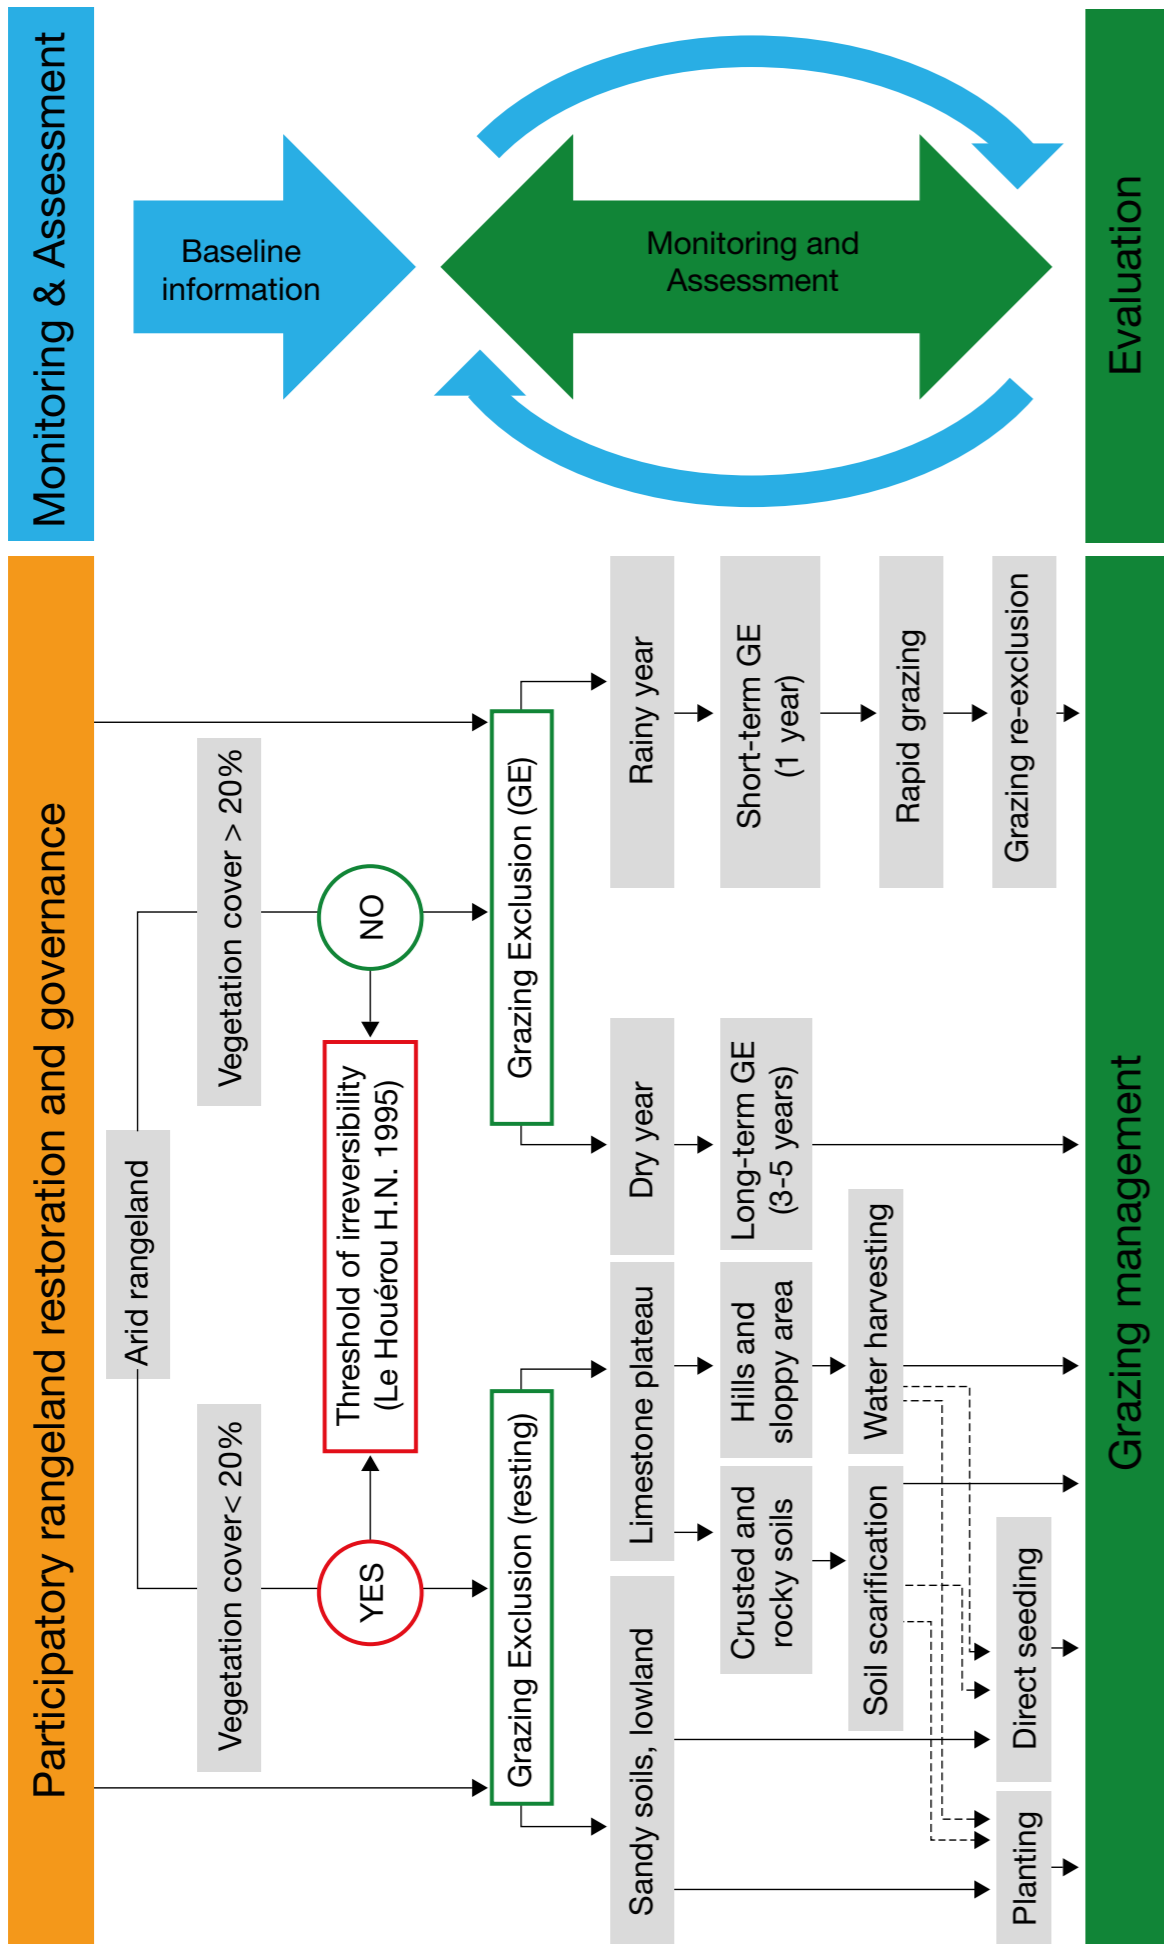 Participatory rangeland restoration and governance
Monitoring & Assessment
Arid rangeland
Vegetation cover< 20%
Vegetation cover > 20%
YES
Threshold of irreversibility
(Le Houérou H.N. 1995)
NO
Grazing Exclusion (resting)
Grazing Exclusion (GE)
Sandy soils, lowland
Limestone plateau
Dry year
Rainy year
Crusted and
rocky soils
Hills and
sloppy area
Long-term GE
(3-5 years)
Short-term GE
(1 year)
Soil scarification
Water harvesting
Rapid grazing
Planting
Direct seeding
Grazing re-exclusion
Baseline
information
Monitoring and
Assessment
Grazing management
Evaluation